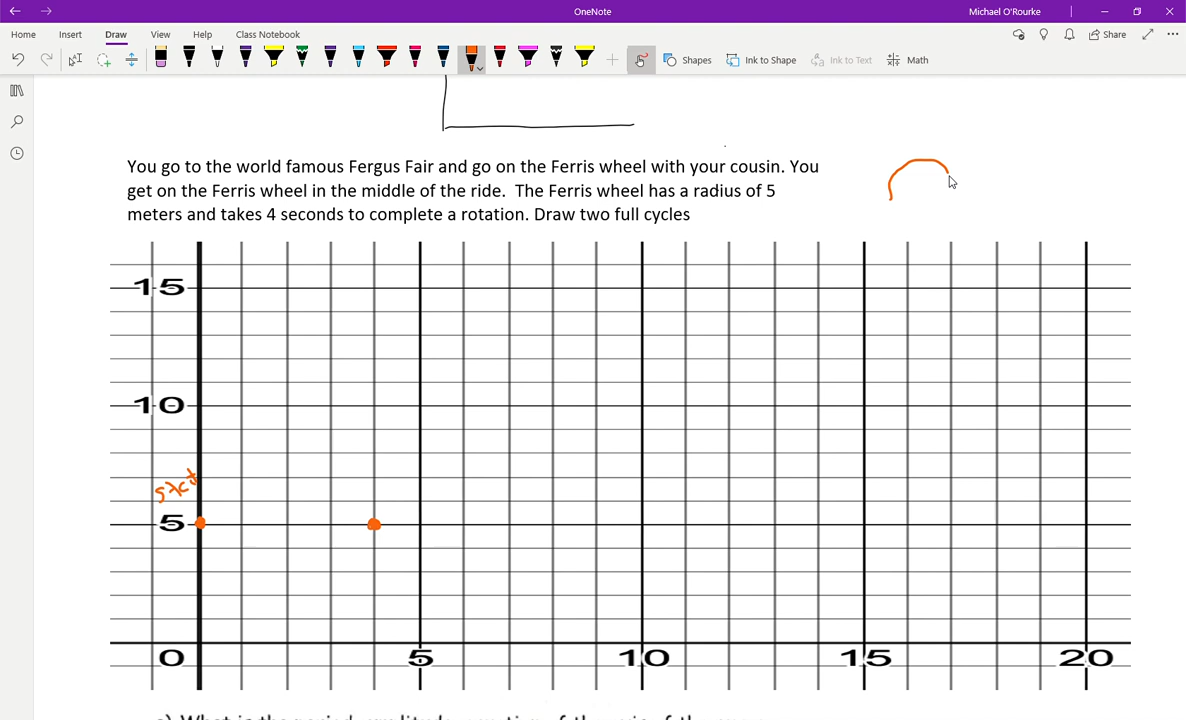 OneNote
Michael O'Rourke
Home Insert Draw View Help Class Notebook
Share
Shapes Ink to Shape Ink to Text Math
You go to the world famous Fergus Fair and go on the Ferris wheel with your cousin. You
get on the Ferris wheel in the middle of the ride. The Ferris wheel has a radius of 5
meters and takes 4 seconds to complete a rotation. Draw two full cycles
15
10
5
0 5 10 15 20